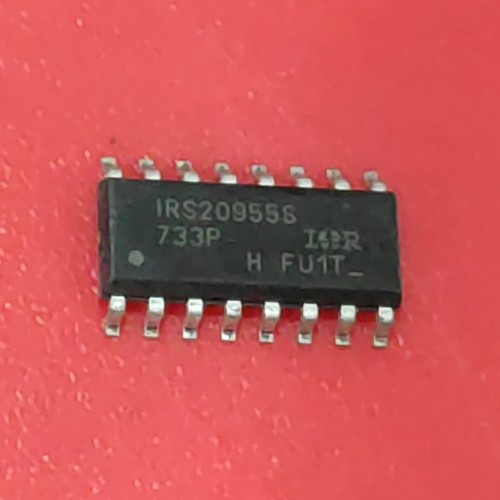 IRS20955S
733P IOR
H FU1T_